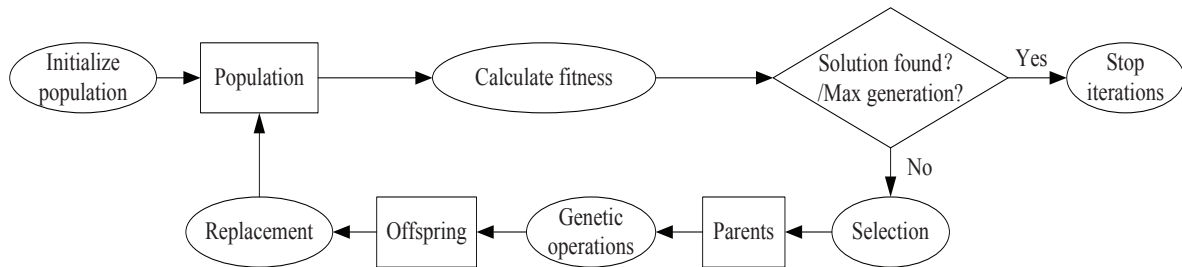 Initialize
population
Population
Calculate fitness
Solution found?
/Max generation?
Yes
Stop
iterations
No
Replacement
Offspring
Genetic
operations
Parents
Selection